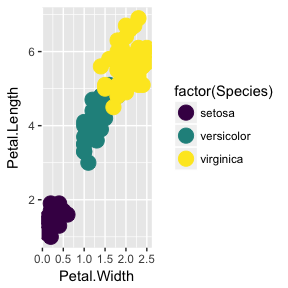 Petal.Length
6
4
2
0.0 0.5 1.0 1.5 2.0 2.5
Petal.Width
factor(Species)
setosa
versicolor
virginica